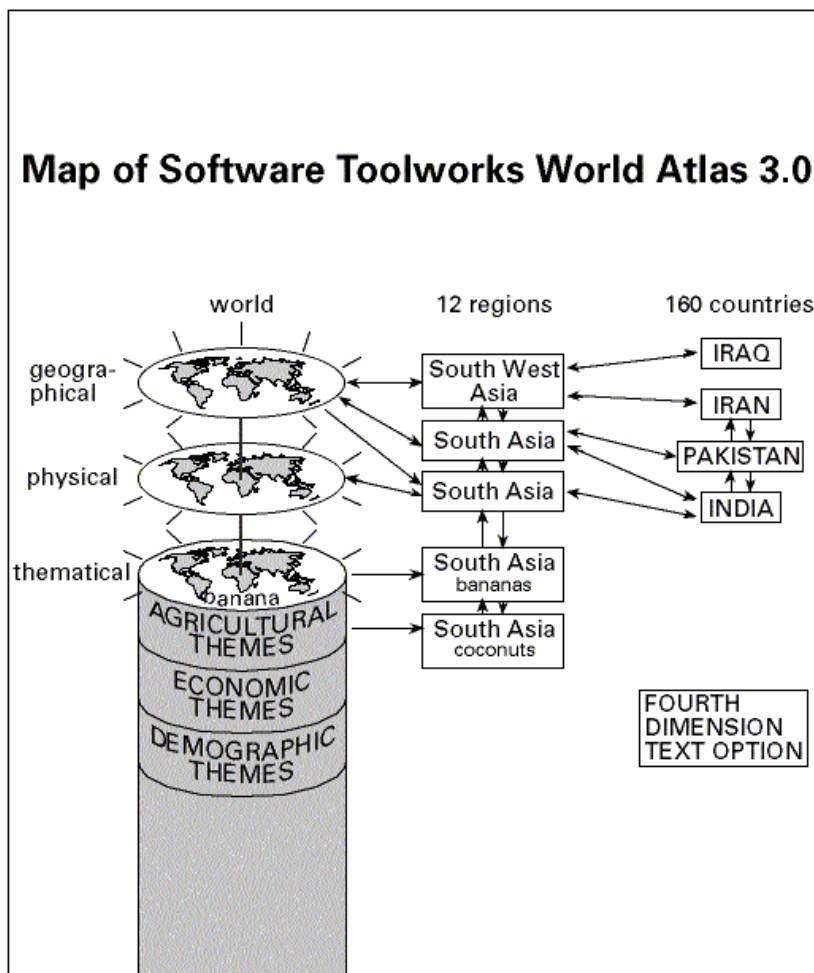 Map of Software Toolworks World Atlas 3.0
world
12 regions
160 countries
geogra-
phical
South West
Asia
IRAQ
IRAN
South Asia
PAKISTAN
physical
South Asia
INDIA
thematical
banana
South Asia
bananas
AGRICULTURAL
THEMES
South Asia
coconuts
ECONOMIC
THEMES
DEMOGRAPHIC
THEMES
FOURTH
DIMENSION
TEXT OPTION